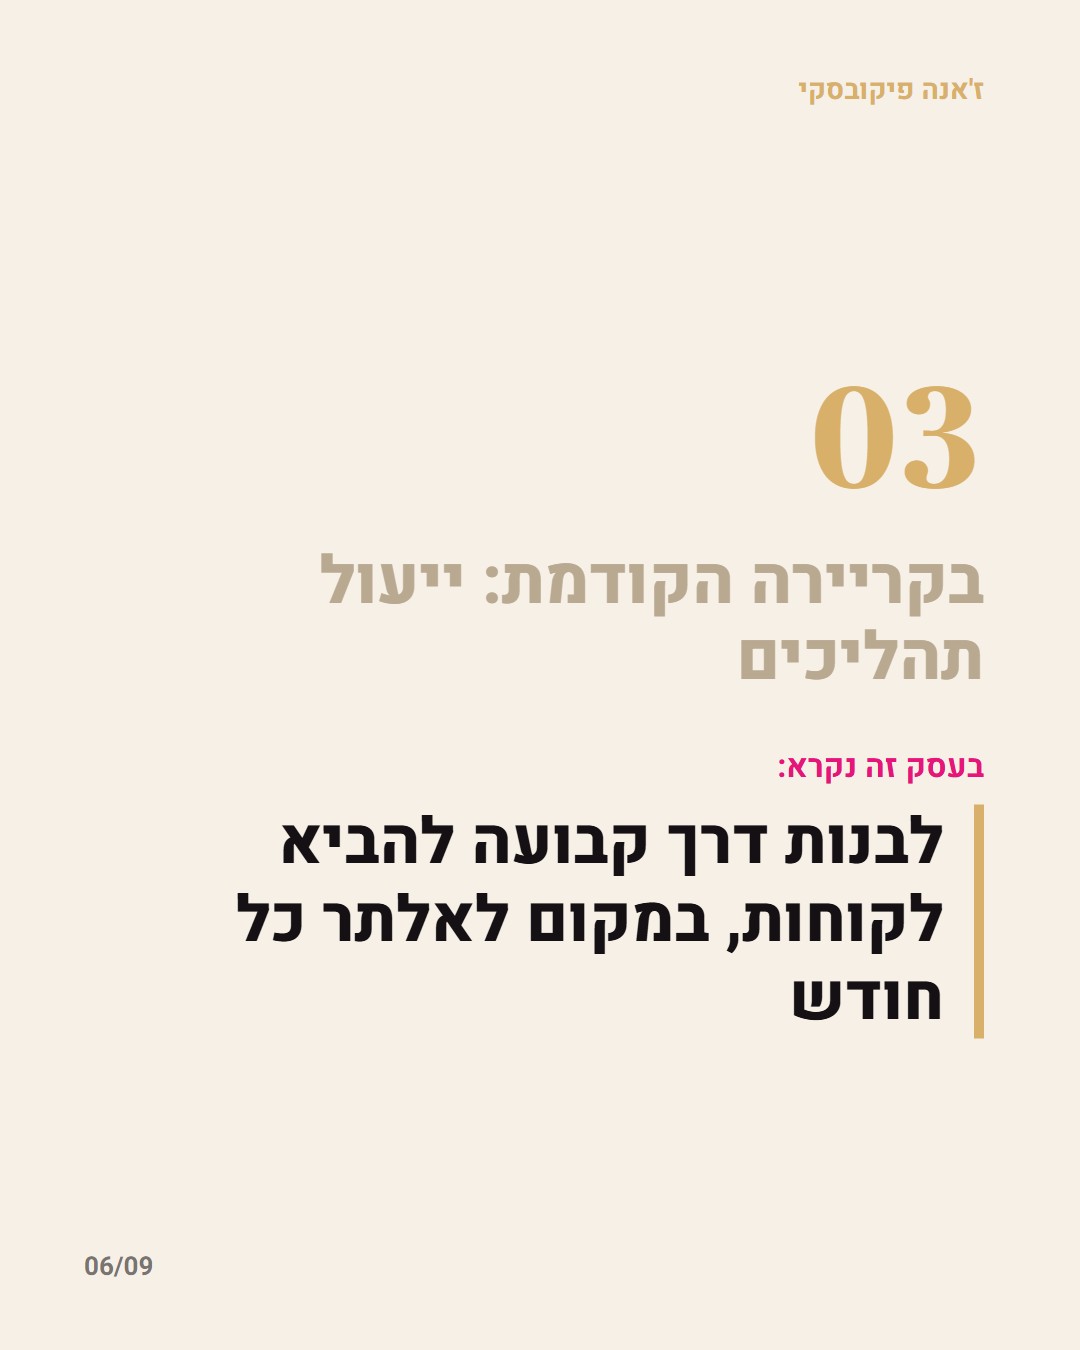 ז'אנה פיקובסקי
03
בקריירה הקודמת: ייעול
תהליכים
בעסק זה נקרא:
לבנות דרך קבועה להביא
לקוחות, במקום לאלתר כל
חודש
06/09